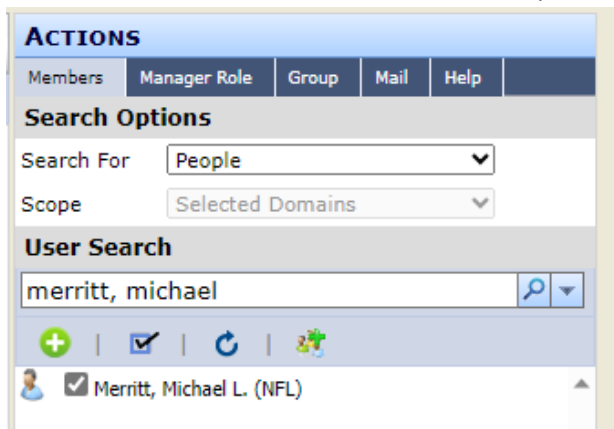 ACTIONS
Members Manager Role Group Mail Help
Search Options
Search For People
Scope Selected Domains
User Search
merritt, michael
Merritt, Michael L. (NFL)